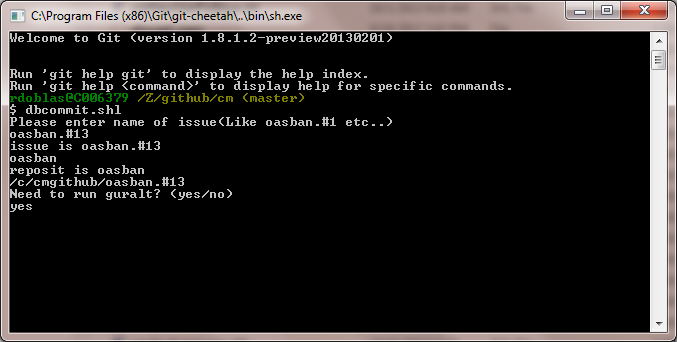 C:\Program Files (x86)\Git\git-cheetah\..\bin\sh.exe
Welcome to Git (version 1.8.1.2-preview20130201)
Run 'git help git' to display the help index.
Run 'git help <command>' to display help for specific commands.
rdoblas@C006379 /Z/github/cm (master)
$ dbcommit.shl
Please enter name of issue(Like oasban.#1 etc..)
oasban.#13
issue is oasban.#13
oasban
reposit is oasban
/c/cmgithub/oasban.#13
Need to run guralt? (yes/no)
yes